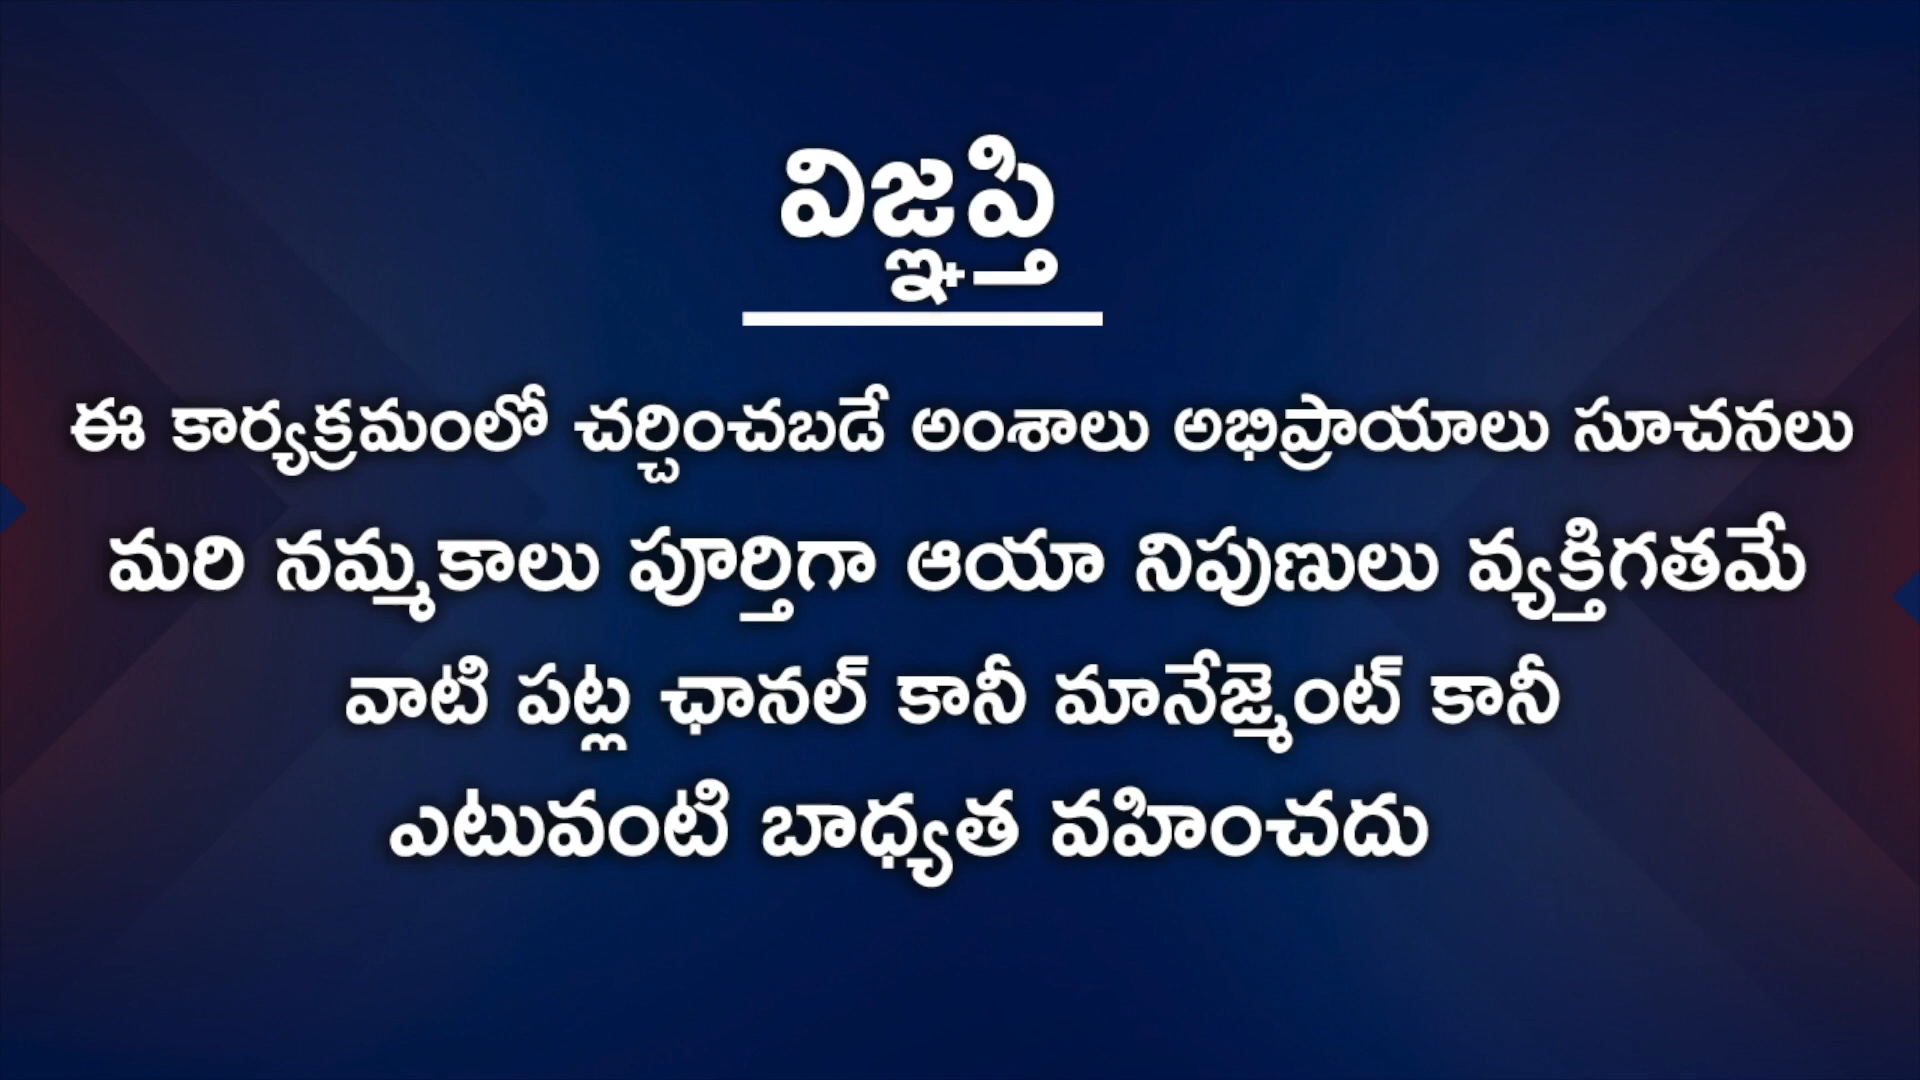 విజ్ఞప్తి
ఈ కార్యక్రమంలో చర్చించబడే అంశాలు అభిప్రాయాలు సూచనలు
మరి నమ్మకాలు పూర్తిగా ఆయా నిపుణులు వ్యక్తిగతమే
వాటి పట్ల ఛానల్ కానీ మానేజ్మెంట్ కానీ
ఎటువంటి బాధ్యత వహించదు